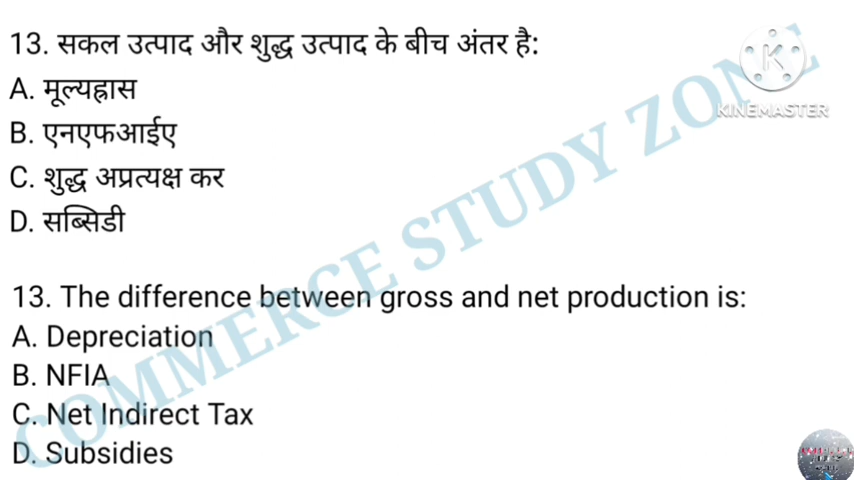 13. सकल उत्पाद और शुद्ध उत्पाद के बीच अंतर है:
A. मूल्यह्रास
B. एनएफआईए
C. शुद्ध अप्रत्यक्ष कर
D. सब्सिडी
13. The difference between gross and net production is:
A. Depreciation
B. NFIA
C. Net Indirect Tax
D. Subsidies
COMMERCE STUDY ZONE
K
KINEMASTER